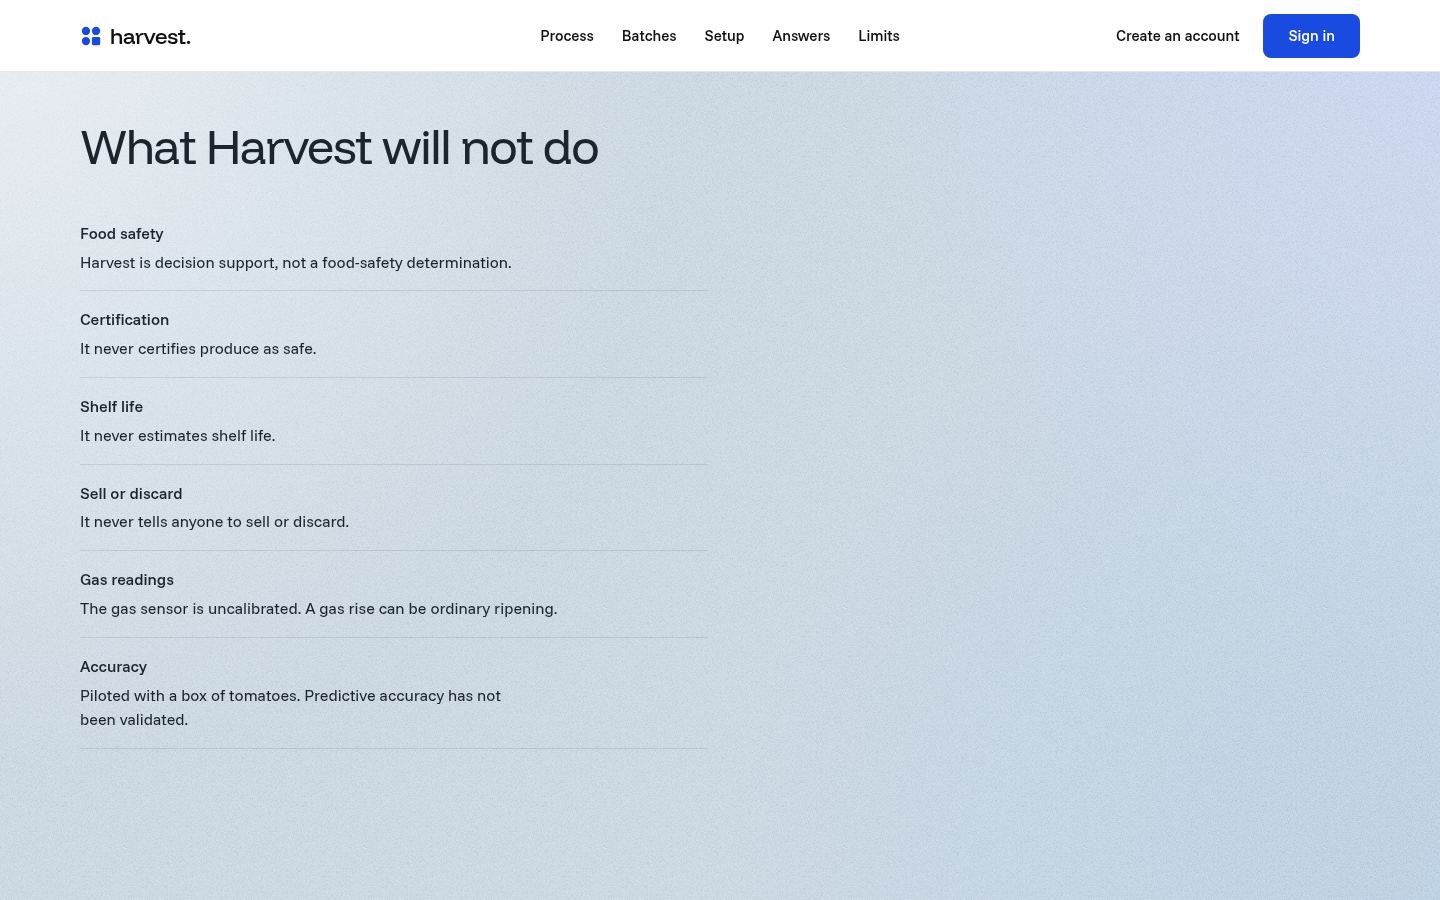 harvest.
Process
Batches
Setup
Answers
Limits
Create an account
Sign in
What Harvest will not do
Food safety
Harvest is decision support, not a food-safety determination.
Certification
It never certifies produce as safe.
Shelf life
It never estimates shelf life.
Sell or discard
It never tells anyone to sell or discard.
Gas readings
The gas sensor is uncalibrated. A gas rise can be ordinary ripening.
Accuracy
Piloted with a box of tomatoes. Predictive accuracy has not
been validated.